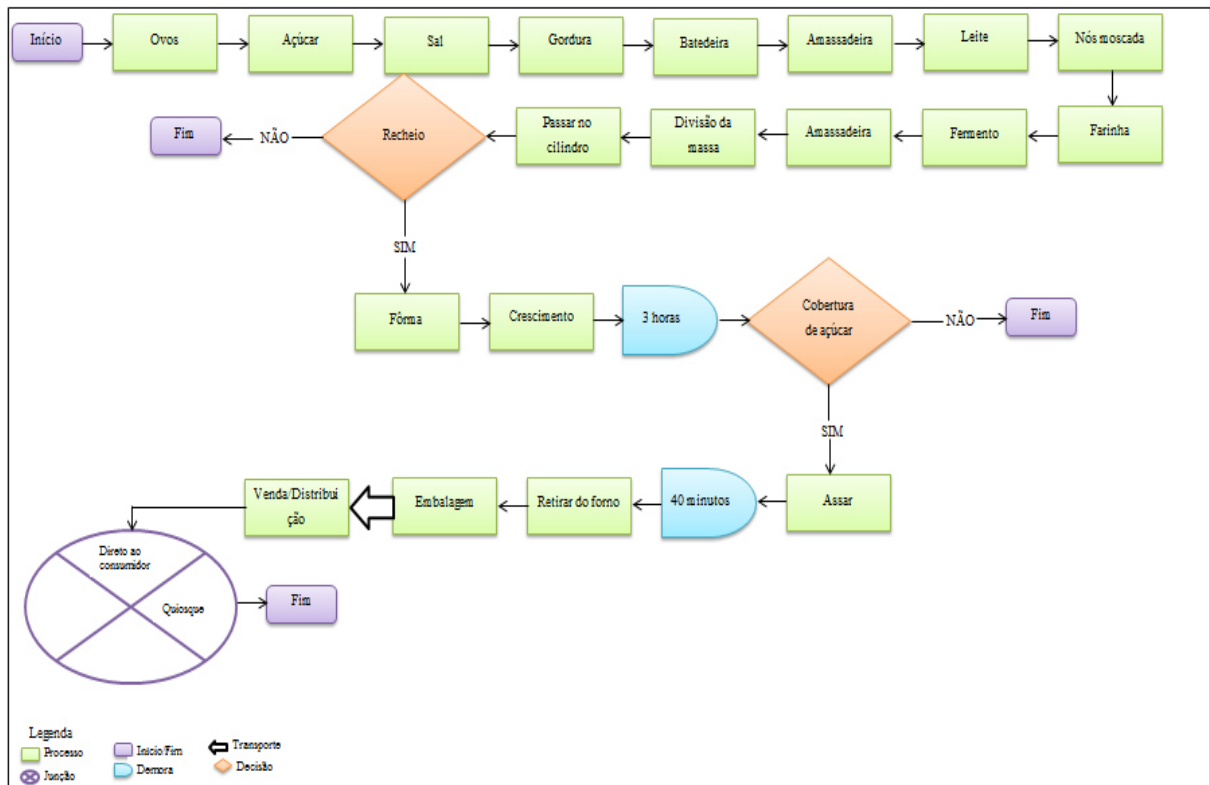 Início
Ovos
Açúcar
Sal
Gordura
Batedeira
Amassadeira
Leite
Nós moscada
Fim
NÃO
Recheio
Passar no
cilindro
Divisão da
massa
Amassadeira
Fermento
Farinha
SIM
Fôrma
Crescimento
3 horas
Cobertura
de açúcar
NÃO
Fim
SIM
Venda/Distribui
ção
Embalagem
Retirar do forno
40 minutos
Assar
Direto ao
consumidor
Quiosque
Fim
Legenda
Processo
Inicio/Fim
Transporte
Junção
Demora
Decisão